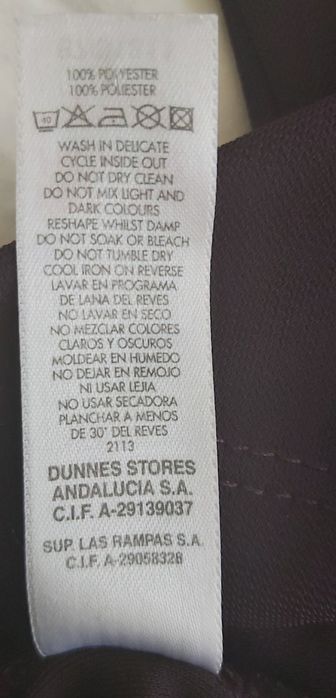 100% POLYESTER
100% POLIESTER
40
WASH IN DELICATE
CYCLE INSIDE OUT
DO NOT DRY CLEAN
DO NOT MIX LIGHT AND
DARK COLOURS
RESHAPE WHILST DAMP
DO NOT SOAK OR BLEACH
DO NOT TUMBLE DRY
COOL IRON ON REVERSE
LAVAR EN PROGRAMA
DE LANA DEL REVES
NO LAVAR EN SECO
NO MEZCLAR COLORES
CLAROS Y OSCUROS
MOLDEAR EN HUMEDO
NO DEJAR EN REMOJO
NI USAR LEJIA
NO USAR SECADORA
PLANCHAR A MENOS
DE 30° DEL REVES
2113
DUNNES STORES
ANDALUCIA S.A.
C.I.F. A-29139037
SUP. LAS RAMPAS S.A.
C.I.F. A-29058328